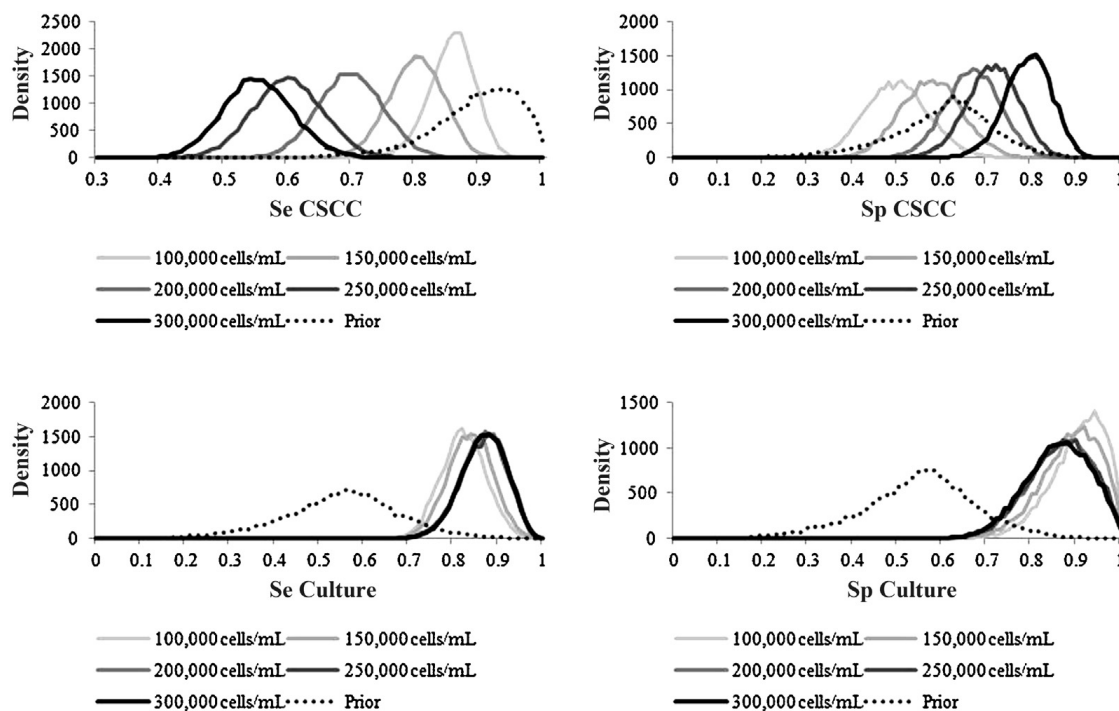 2500
2000
1500
1000
500
0
Density
0.3 0.4 0.5 0.6 0.7 0.8 0.9 1
Se CSCC
100,000 cells/mL 150,000 cells/mL
200,000 cells/mL 250,000 cells/mL
300,000 cells/mL Prior
2000
1500
1000
500
0
Density
0 0.1 0.2 0.3 0.4 0.5 0.6 0.7 0.8 0.9 1
Sp CSCC
100,000 cells/mL 150,000 cells/mL
200,000 cells/mL 250,000 cells/mL
300,000 cells/mL Prior
2000
1500
1000
500
0
Density
0 0.1 0.2 0.3 0.4 0.5 0.6 0.7 0.8 0.9 1
Se Culture
100,000 cells/mL 150,000 cells/mL
200,000 cells/mL 250,000 cells/mL
300,000 cells/mL Prior
1500
1000
500
0
Density
0 0.1 0.2 0.3 0.4 0.5 0.6 0.7 0.8 0.9 1
Sp Culture
100,000 cells/mL 150,000 cells/mL
200,000 cells/mL 250,000 cells/mL
300,000 cells/mL Prior